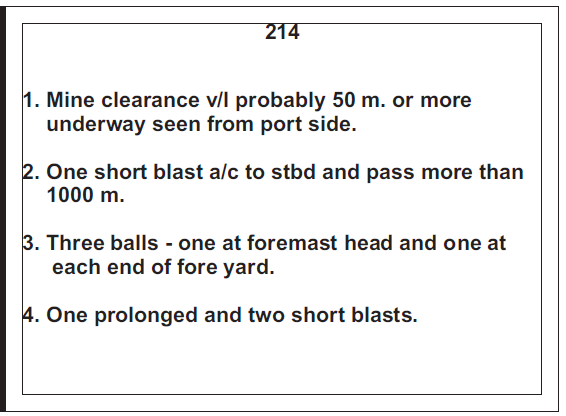 214
1. Mine clearance v/l probably 50 m. or more
underway seen from port side.
2. One short blast a/c to stbd and pass more than
1000 m.
3. Three balls - one at foremast head and one at
each end of fore yard.
4. One prolonged and two short blasts.